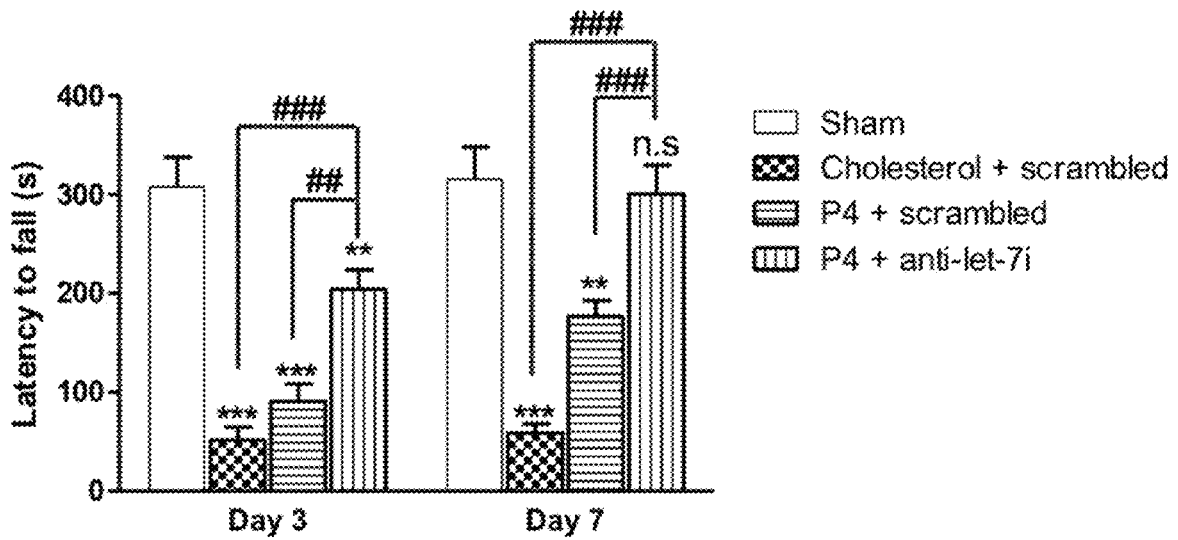 ###
###
400
###
Sham
n.s
Cholesterol + scrambled
300
##
P4 + scrambled
**
P4 + anti-let-7i
**
200
***
100
***
***
0
Latency to fall (s)
Day 3
Day 7